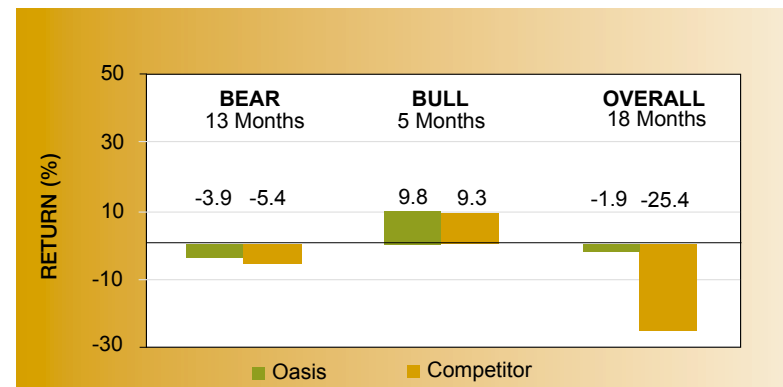 50
30
10
-10
-30
RETURN (%)
BEAR
13 Months
BULL
5 Months
OVERALL
18 Months
-3.9 -5.4
9.8 9.3
-1.9 -25.4
Oasis Competitor